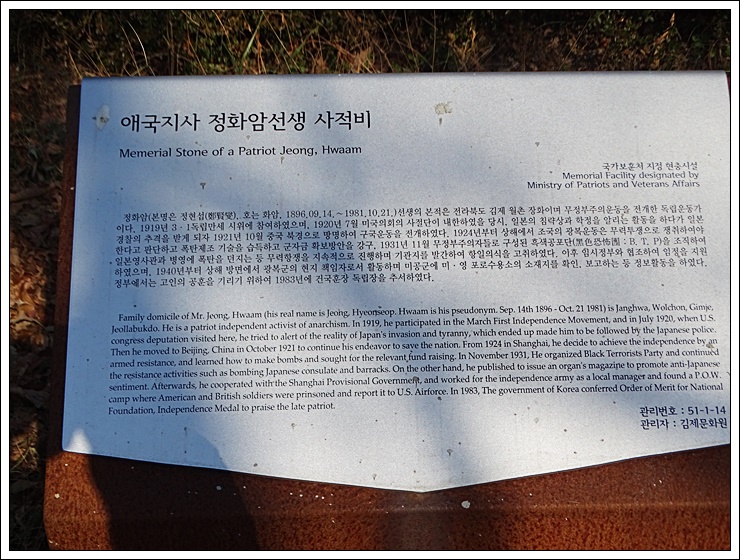 애국지사 정화암선생 사적비
Memerial Stone of a Patriot Jeong, Hwaam
국가보훈처 지정 현충시설
Memorial Facility designated by
Ministry of Patriots and Veterans Affairs
정화암(본명은 정현섭(鄭賢燮), 호는 화암, 1896.09.14.~1981.10.21.)선생의 본적은 전라북도 김제 월촌 장화이며 무정부주의운동을 전개한 독립운동가
이다. 1919년 3·1독립만세 시위에 참여하였으며, 1920년 7월 미국의회의 사절단이 내한하였을 당시, 일본의 침략상과 학정을 알리는 활동을 하다가 일본
경찰의 추격을 받게 되자 1921년 10월 중국 북경으로 망명하여 구국운동을 전개하였다. 1924년부터 상해에서 조국의 광복운동은 무력투쟁으로 쟁취하여야
한다고 판단하고 폭탄제조 기술을 습득하고 군자금 확보방안을 강구, 1931년 11월 무정부주의자들로 구성된 흑색공포단(黑色恐怖團 : B. T. P)을 조직하여
일본영사관과 병영에 폭탄을 던지는 등 무력항쟁을 지속적으로 진행하며 기관지를 발간하여 항일의식을 고취하였다. 이후 임시정부와 협조하여 임정을 지원
하였으며, 1940년부터 상해 방면에서 광복군의 현지 책임자로서 활동하며 미공군에 미·영 포로수용소의 소재지를 확인, 보고하는 등 정보활동을 하였다.
정부에서는 고인의 공훈을 기리기 위하여 1983년에 건국훈장 독립장을 추서하였다.
Family domicile of Mr. Jeong, Hwaam (his real name is Jeong, Hyeonseop. Hwaam is his pseudonym. Sep. 14th 1896 - Oct. 21 1981) is Janghwa, Wolchon, Gimje,
Jeollabukdo. He is a patriot independent activist of anarchism. In 1919, he participated in the March First Independence Movement, and in July 1920, when U.S.
congress deputation visited here, he tried to alert of the reality of Japan's invasion and tyranny, which ended up made him to be followed by the Japanese police.
Then he moved to Beijing, China in October 1921 to continue his endeavor to save the nation. From 1924 in Shanghai, he decide to achieve the independence by an
armed resistance, and learned how to make bombs and sought for the relevant fund raising. In November 1931, He organized Black Terrorists Party and continued
the resistance activities such as bombing Japanese consulate and barracks. On the other hand, he published to issue an organ's magazine to promote anti-Japanese
sentiment. Afterwards, he cooperated with the Shanghai Provisional Government, and worked for the independence army as a local manager and found a P.O.W.
camp where American and British soldiers were prinsoned and report it to U.S. Airforce. In 1983, The government of Korea conferred Order of Merit for National
Foundation, Independence Medal to praise the late patriot.
관리번호 : 51-1-14
관리자 : 김제문화원